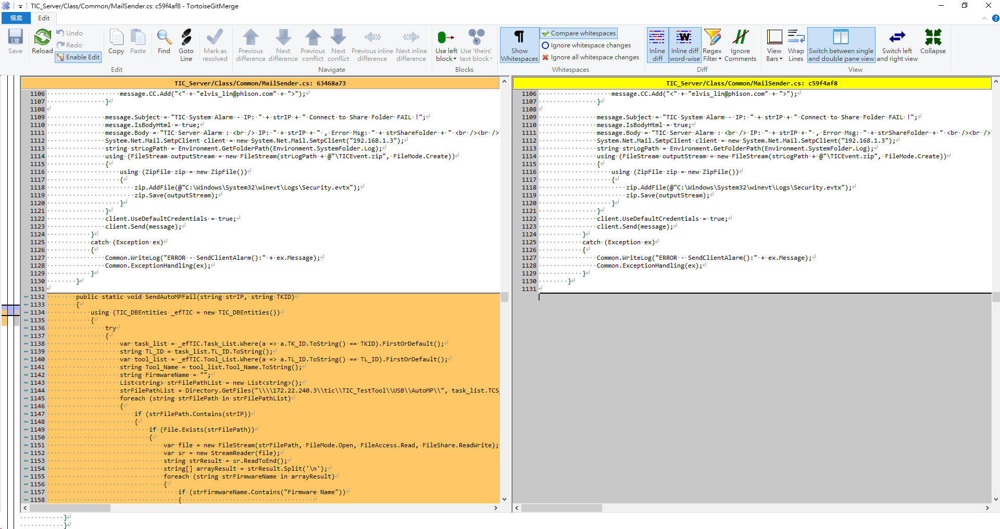 TIC_Server/Class/Common/MailSender.cs: c59f4af8 - TortoiseGitMerge
檔案
Edit
Save
Reload
Undo
Redo
Enable Edit
Copy
Paste
Find
Goto Line
Mark as resolved
Previous difference
Next difference
Previous conflict
Next conflict
Previous inline difference
Next inline difference
Use left block
Use 'theirs' text block
Show Whitespaces
Compare whitespaces
Ignore whitespace changes
Ignore all whitespace changes
Inline diff
Inline diff word-wise
Regex Filter
Ignore Comments
View Bars
Wrap Lines
Switch between single and double pane view
Switch left and right view
Collapse
Edit
Navigate
Blocks
Whitespaces
Diff
View
TIC_Server/Class/Common/MailSender.cs: 63468a73
1106 message.CC.Add("<" + "elvis_lin@phison.com" + ">");
1107 }
1108
1109 message.Subject = "TIC System Alarm - IP: " + strIP + " Connect to Share Folder FAIL !";
1110 message.IsBodyHtml = true;
1111 message.Body = "TIC Server Alarm : <br /> IP: " + strIP + " , Error Msg: " + strShareFolder + " <br /><br />
1112 System.Net.Mail.SmtpClient client = new System.Net.Mail.SmtpClient("192.168.1.3");
1113 string strLogPath = Environment.GetFolderPath(Environment.SystemFolder.Log);
1114 using (FileStream outputStream = new FileStream(strLogPath + @"\TICEvent.zip", FileMode.Create))
1115 {
1116 using (ZipFile zip = new ZipFile())
1117 {
1118 zip.AddFile(@"C:\Windows\System32\winevt\Logs\Security.evtx");
1119 zip.Save(outputStream);
1120 }
1121 }
1122 client.UseDefaultCredentials = true;
1123 client.Send(message);
1124 }
1125 catch (Exception ex)
1126 {
1127 Common.WriteLog("ERROR - SendClientAlarm():" + ex.Message);
1128 Common.ExceptionHandling(ex);
1129 }
1130 }
1131
1132 public static void SendAutoMPFail(string strIP, string TKID)
1133 {
1134 using (TIC_DBEntities _efTIC = new TIC_DBEntities())
1135 {
1136 try
1137 {
1138 var task_list = _efTIC.Task_List.Where(a => a.TK_ID.ToString() == TKID).FirstOrDefault();
1139 string TL_ID = task_list.TL_ID.ToString();
1140 var tool_list = _efTIC.Tool_List.Where(a => a.TL_ID.ToString() == TL_ID).FirstOrDefault();
1141 string Tool_Name = tool_list.Tool_Name.ToString();
1142 string FirmwareName = "";
1143 List<string> strFilePathList = new List<string>();
1144 strFilePathList = Directory.GetFiles("\\\\172.22.240.3\\tic\\TIC_TestTool\\USB\\AutoMP\\", task_list.TCS_
1145 foreach (string strFilePath in strFilePathList)
1146 {
1147 if (strFilePath.Contains(strIP))
1148 {
1149 if (File.Exists(strFilePath))
1150 {
1151 var file = new FileStream(strFilePath, FileMode.Open, FileAccess.Read, FileShare.ReadWrite);
1152 var sr = new StreamReader(file);
1153 string strResult = sr.ReadToEnd();
1154 string[] arrayResult = strResult.Split('\n');
1155 foreach (string strFirmwareName in arrayResult)
1156 {
1157 if (strFirmwareName.Contains("Firmware Name"))
1158 {
TIC_Server/Class/Common/MailSender.cs: c59f4af8
1106 message.CC.Add("<" + "elvis_lin@phison.com" + ">");
1107 }
1108
1109 message.Subject = "TIC System Alarm - IP: " + strIP + " Connect to Share Folder FAIL !";
1110 message.IsBodyHtml = true;
1111 message.Body = "TIC Server Alarm : <br /> IP: " + strIP + " , Error Msg: " + strShareFolder + " <br /><br />
1112 System.Net.Mail.SmtpClient client = new System.Net.Mail.SmtpClient("192.168.1.3");
1113 string strLogPath = Environment.GetFolderPath(Environment.SystemFolder.Log);
1114 using (FileStream outputStream = new FileStream(strLogPath + @"\TICEvent.zip", FileMode.Create))
1115 {
1116 using (ZipFile zip = new ZipFile())
1117 {
1118 zip.AddFile(@"C:\Windows\System32\winevt\Logs\Security.evtx");
1119 zip.Save(outputStream);
1120 }
1121 }
1122 client.UseDefaultCredentials = true;
1123 client.Send(message);
1124 }
1125 catch (Exception ex)
1126 {
1127 Common.WriteLog("ERROR - SendClientAlarm():" + ex.Message);
1128 Common.ExceptionHandling(ex);
1129 }
1130 }
1131
}
}